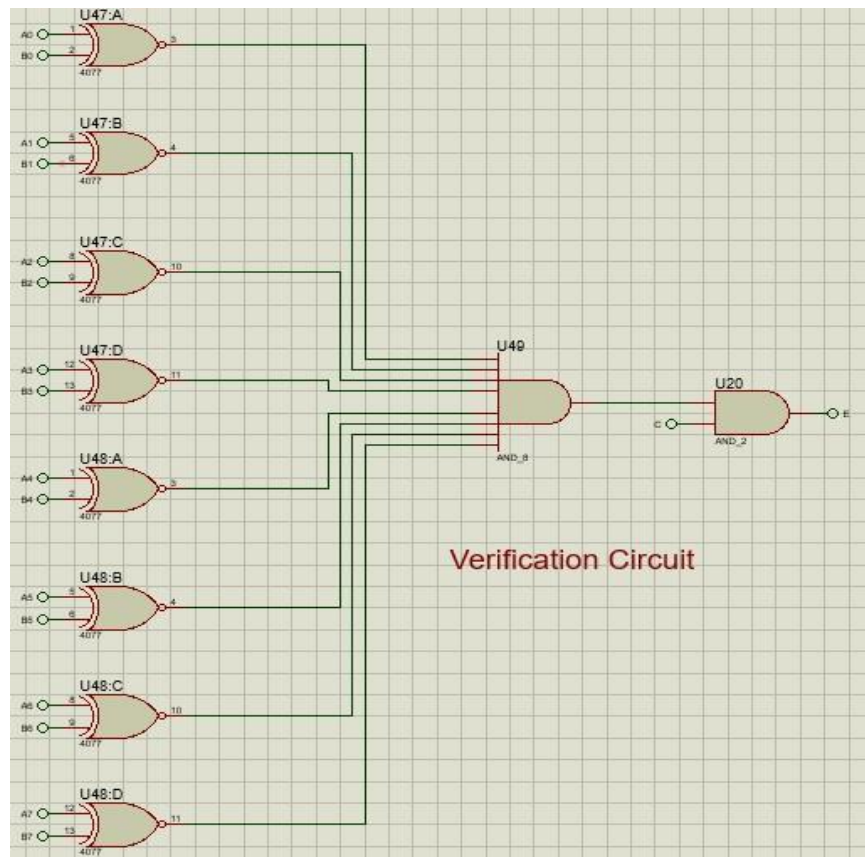 U47:A
A0 1
3
B0 2
4077
U47:B
A1 5
4
B1 6
4077
U47:C
A2 8
10
B2 9
4077
U47:D
A3 12
11
B3 13
4077
U49
AND_8
U20
C
E
AND_2
U48:A
A4 1
3
B4 2
4077
Verification Circuit
U48:B
A5 5
4
B5 6
4077
U48:C
A6 8
10
B6 9
4077
U48:D
A7 12
11
B7 13
4077